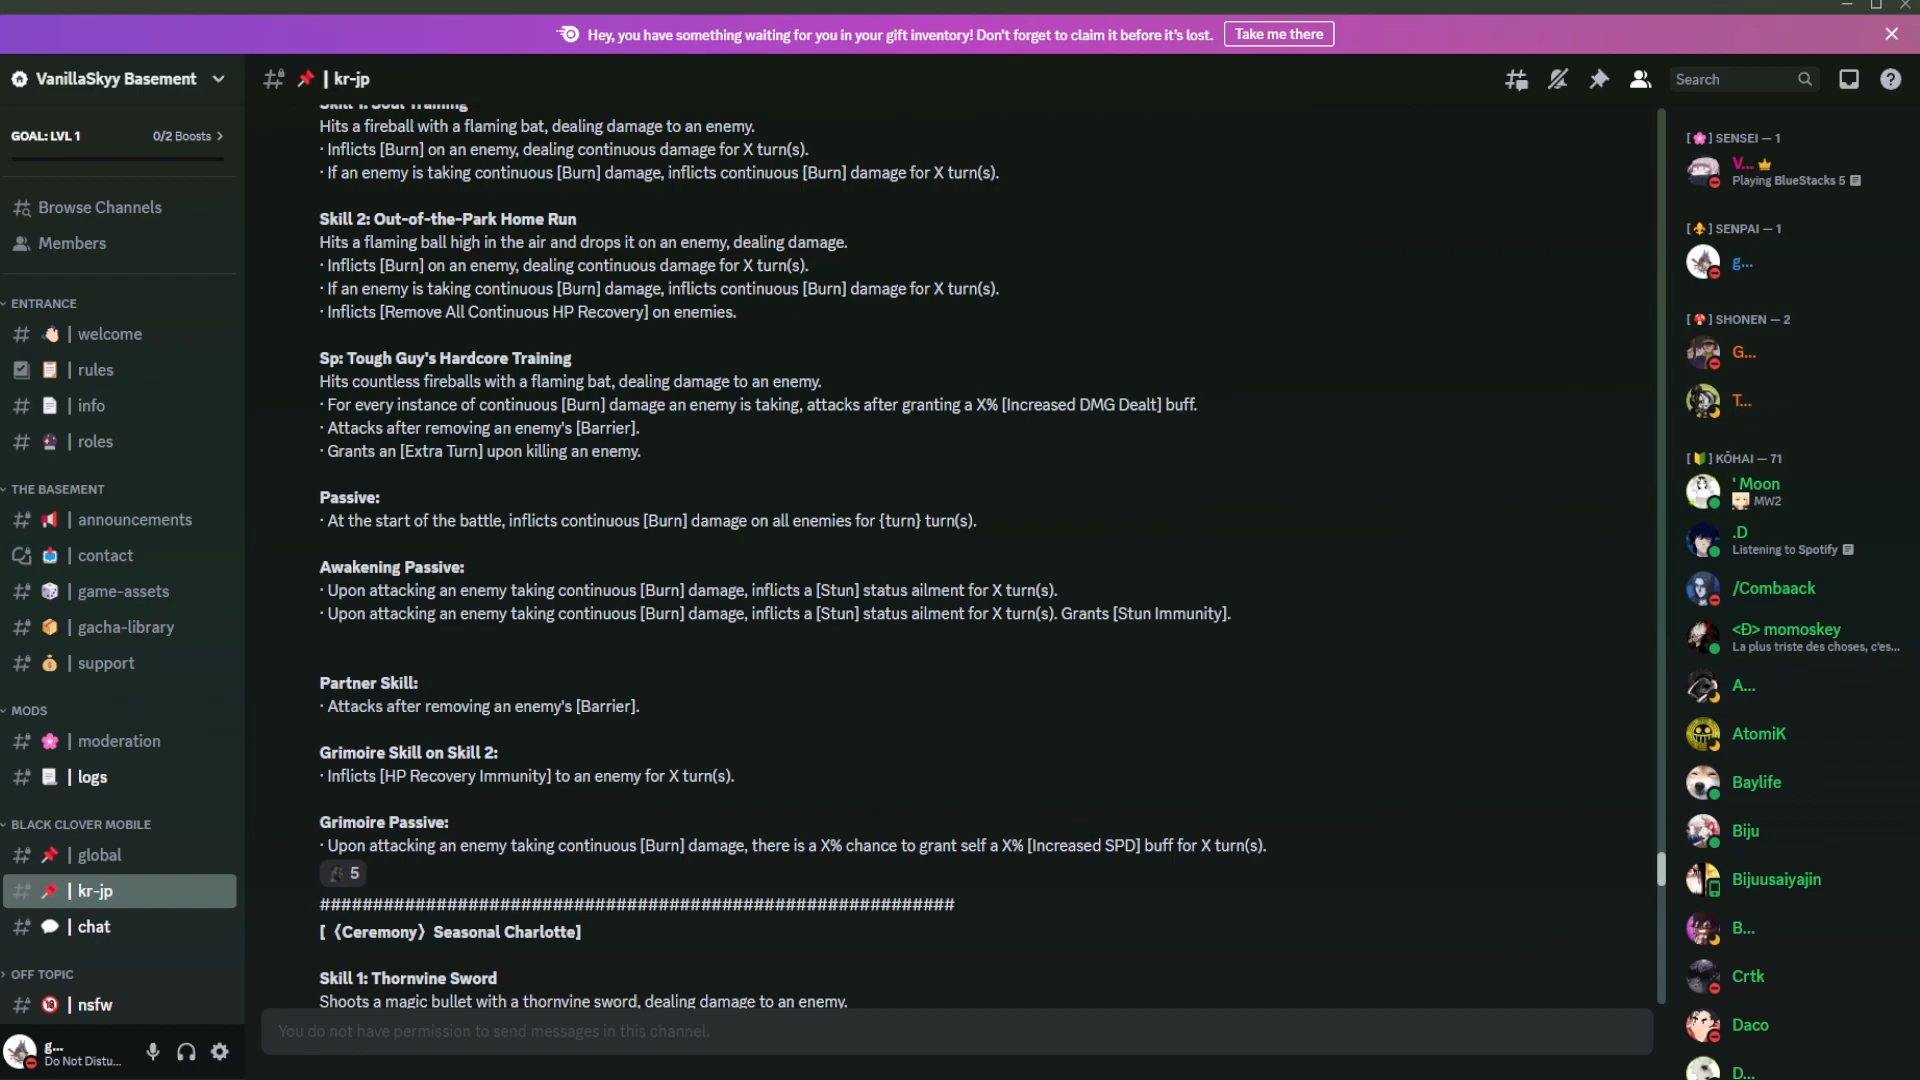 Hey, you have something waiting for you in your gift inventory! Don't forget to claim it before it's lost.
Take me there
VanillaSkyy Basement
GOAL: LVL 1
0/2 Boosts
Browse Channels
Members
ENTRANCE
| welcome
| rules
| info
| roles
THE BASEMENT
| announcements
| contact
| game-assets
| gacha-library
| support
MODS
| moderation
| logs
BLACK CLOVER MOBILE
| global
| kr-jp
| chat
OFF TOPIC
| nsfw
g...
Do Not Distu...
| kr-jp
Search
Skill 1: Soul Training
Hits a fireball with a flaming bat, dealing damage to an enemy.
· Inflicts [Burn] on an enemy, dealing continuous damage for X turn(s).
· If an enemy is taking continuous [Burn] damage, inflicts continuous [Burn] damage for X turn(s).
Skill 2: Out-of-the-Park Home Run
Hits a flaming ball high in the air and drops it on an enemy, dealing damage.
· Inflicts [Burn] on an enemy, dealing continuous damage for X turn(s).
· If an enemy is taking continuous [Burn] damage, inflicts continuous [Burn] damage for X turn(s).
· Inflicts [Remove All Continuous HP Recovery] on enemies.
Sp: Tough Guy's Hardcore Training
Hits countless fireballs with a flaming bat, dealing damage to an enemy.
· For every instance of continuous [Burn] damage an enemy is taking, attacks after granting a X% [Increased DMG Dealt] buff.
· Attacks after removing an enemy's [Barrier].
· Grants an [Extra Turn] upon killing an enemy.
Passive:
· At the start of the battle, inflicts continuous [Burn] damage on all enemies for {turn} turn(s).
Awakening Passive:
· Upon attacking an enemy taking continuous [Burn] damage, inflicts a [Stun] status ailment for X turn(s).
· Upon attacking an enemy taking continuous [Burn] damage, inflicts a [Stun] status ailment for X turn(s). Grants [Stun Immunity].
Partner Skill:
· Attacks after removing an enemy's [Barrier].
Grimoire Skill on Skill 2:
· Inflicts [HP Recovery Immunity] to an enemy for X turn(s).
Grimoire Passive:
· Upon attacking an enemy taking continuous [Burn] damage, there is a X% chance to grant self a X% [Increased SPD] buff for X turn(s).
5
############################################################
[《Ceremony》Seasonal Charlotte]
Skill 1: Thornvine Sword
Shoots a magic bullet with a thornvine sword, dealing damage to an enemy.
You do not have permission to send messages in this channel.
[🌸] SENSEI — 1
V...
Playing BlueStacks 5
[⚜] SENPAI — 1
g...
[🍄] SHONEN — 2
G...
T...
[🔰] KŌHAI — 71
' Moon
MW2
.D
Listening to Spotify
/Combaack
<Ð> momoskey
La plus triste des choses, c'es...
A...
AtomiK
Baylife
Biju
Bijuusaiyajin
B...
Crtk
Daco
D...